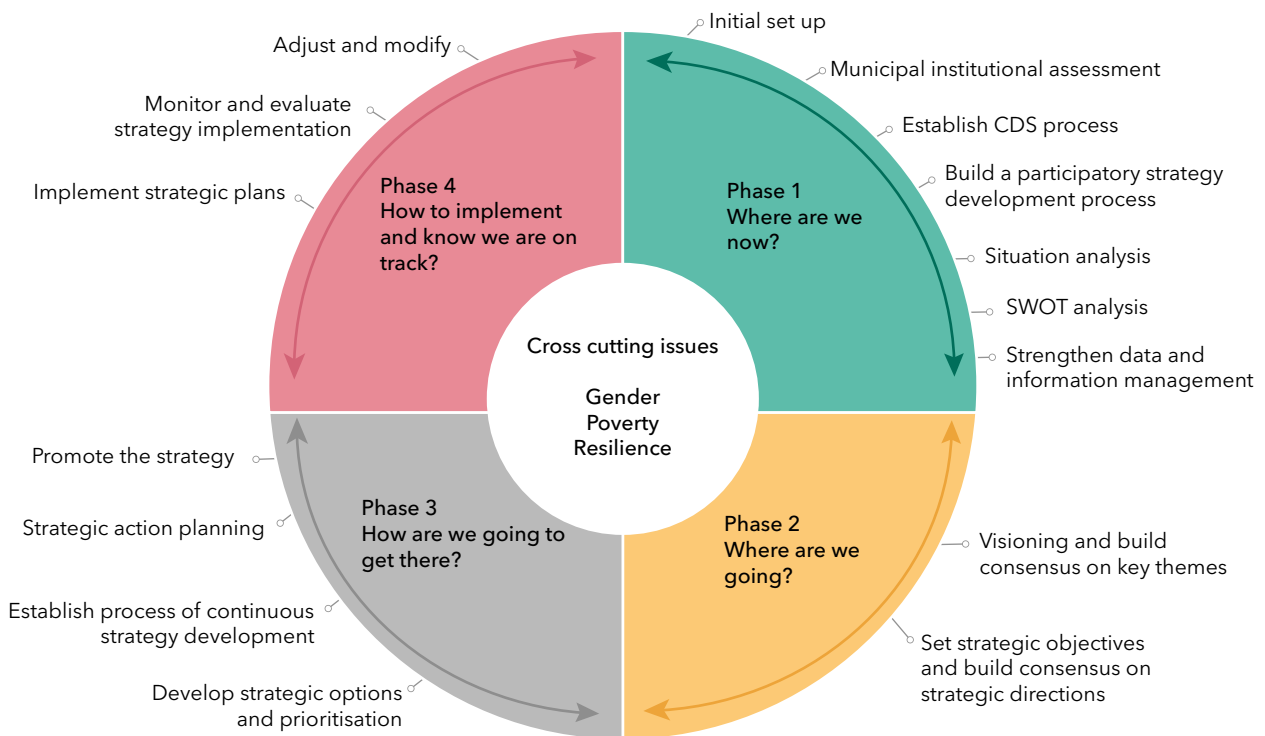 Initial set up
Municipal institutional assessment
Establish CDS process
Build a participatory strategy
development process
Situation analysis
SWOT analysis
Strengthen data and
information management
Phase 1
Where are we
now?
Phase 2
Where are we
going?
Visioning and build
consensus on key themes
Set strategic objectives
and build consensus on
strategic directions
Phase 3
How are we going to
get there?
Develop strategic options
and prioritisation
Establish process of continuous
strategy development
Strategic action planning
Promote the strategy
Phase 4
How to implement
and know we are on
track?
Implement strategic plans
Monitor and evaluate
strategy implementation
Adjust and modify
Cross cutting issues
Gender
Poverty
Resilience